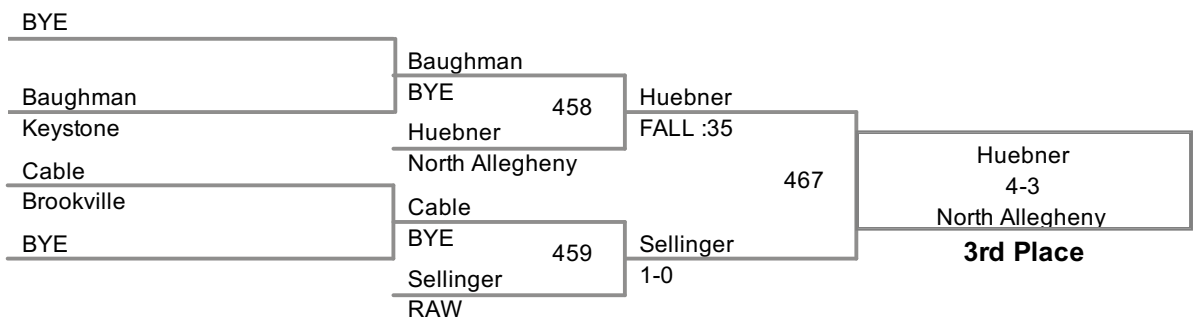 BYE
Baughman
Keystone
Cable
Brookville
BYE
Baughman
BYE
458
Huebner
North Allegheny
Cable
BYE
459
Sellinger
RAW
Huebner
FALL :35
467
Sellinger
1-0
Huebner
4-3
North Allegheny
3rd Place